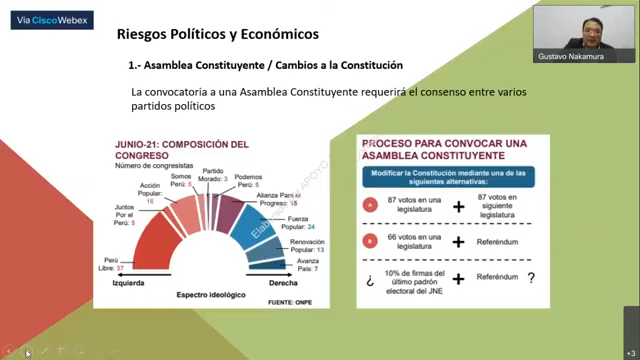 Vía CiscoWebex
Riesgos Políticos y Económicos
Gustavo Nakamura
1.- Asamblea Constituyente / Cambios a la Constitución
La convocatoria a una Asamblea Constituyente requerirá el consenso entre varios
partidos políticos
JUNIO-21: COMPOSICIÓN DEL
CONGRESO
Número de congresistas
Perú
Libre: 37
Juntos
Por el
Perú: 5
Acción
Popular:
16
Somos
Perú: 5
Partido
Morado: 3
Podemos
Perú: 5
Alianza Para el
Progreso: 15
Fuerza
Popular: 24
Renovación
Popular: 13
Avanza
País: 7
Izquierda
Derecha
Espectro ideológico
FUENTE: ONPE
PROCESO PARA CONVOCAR UNA
ASAMBLEA CONSTITUYENTE
Modificar la Constitución mediante una de las
siguientes alternativas:
A
87 votos en una
legislatura
+
87 votos en
siguiente
legislatura
B
66 votos en una
legislatura
+
Referéndum
¿
10% de firmas del
último padrón
electoral del JNE
+
Referéndum
?
+3